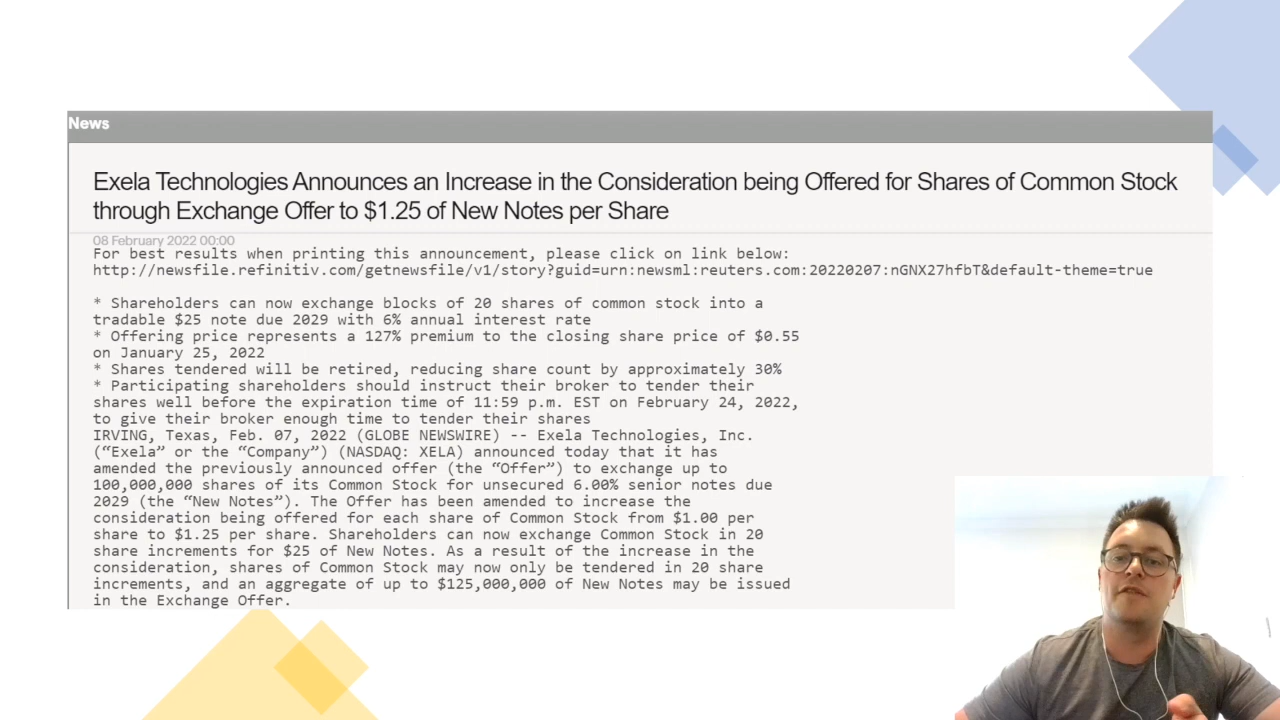 News
Exela Technologies Announces an Increase in the Consideration being Offered for Shares of Common Stock
through Exchange Offer to $1.25 of New Notes per Share
08 February 2022 00:00
For best results when printing this announcement, please click on link below:
http://newsfile.refinitiv.com/getnewsfile/v1/story?guid=urn:newsml:reuters.com:20220207:nGNX27hfbT&default-theme=true
* Shareholders can now exchange blocks of 20 shares of common stock into a
tradable $25 note due 2029 with 6% annual interest rate
* Offering price represents a 127% premium to the closing share price of $0.55
on January 25, 2022
* Shares tendered will be retired, reducing share count by approximately 30%
* Participating shareholders should instruct their broker to tender their
shares well before the expiration time of 11:59 p.m. EST on February 24, 2022,
to give their broker enough time to tender their shares
IRVING, Texas, Feb. 07, 2022 (GLOBE NEWSWIRE) -- Exela Technologies, Inc.
(“Exela” or the “Company”) (NASDAQ: XELA) announced today that it has
amended the previously announced offer (the “Offer”) to exchange up to
100,000,000 shares of its Common Stock for unsecured 6.00% senior notes due
2029 (the “New Notes”). The Offer has been amended to increase the
consideration being offered for each share of Common Stock from $1.00 per
share to $1.25 per share. Shareholders can now exchange Common Stock in 20
share increments for $25 of New Notes. As a result of the increase in the
consideration, shares of Common Stock may now only be tendered in 20 share
increments, and an aggregate of up to $125,000,000 of New Notes may be issued
in the Exchange Offer.